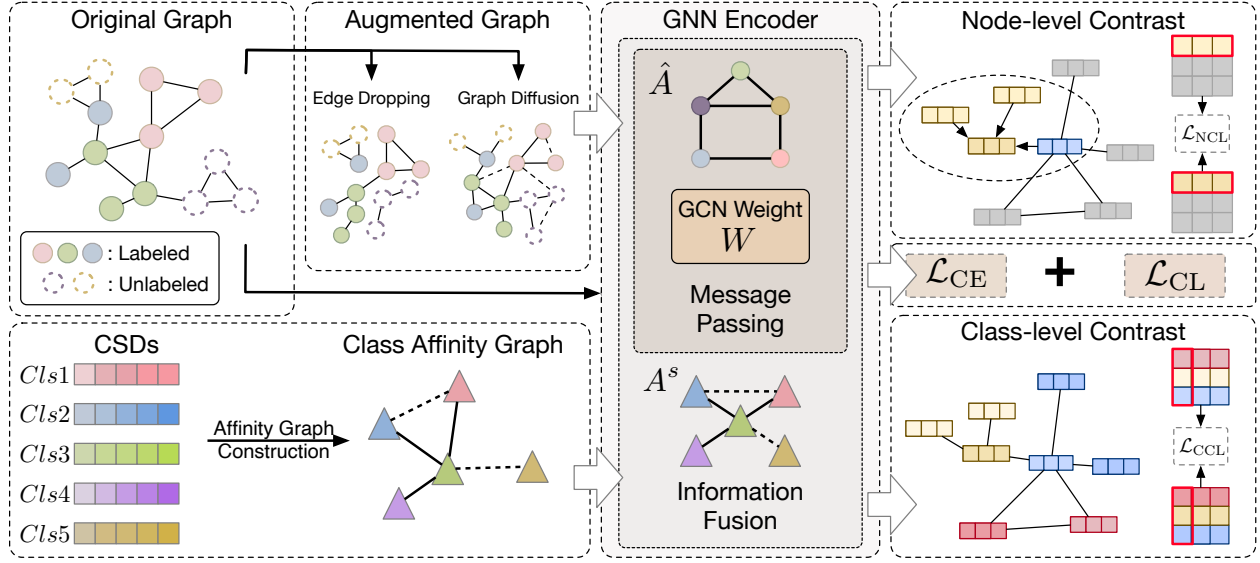 Original Graph
Augmented Graph
GNN Encoder
Node-level Contrast
Edge Dropping
Graph Diffusion
Â
GCN Weight
W
Message
Passing
: Labeled
: Unlabeled
ℒ_NCL
ℒ_CE + ℒ_CL
CSDs
Cls1
Cls2
Cls3
Cls4
Cls5
Affinity Graph
Construction
Class Affinity Graph
A^s
Information
Fusion
Class-level Contrast
ℒ_CCL